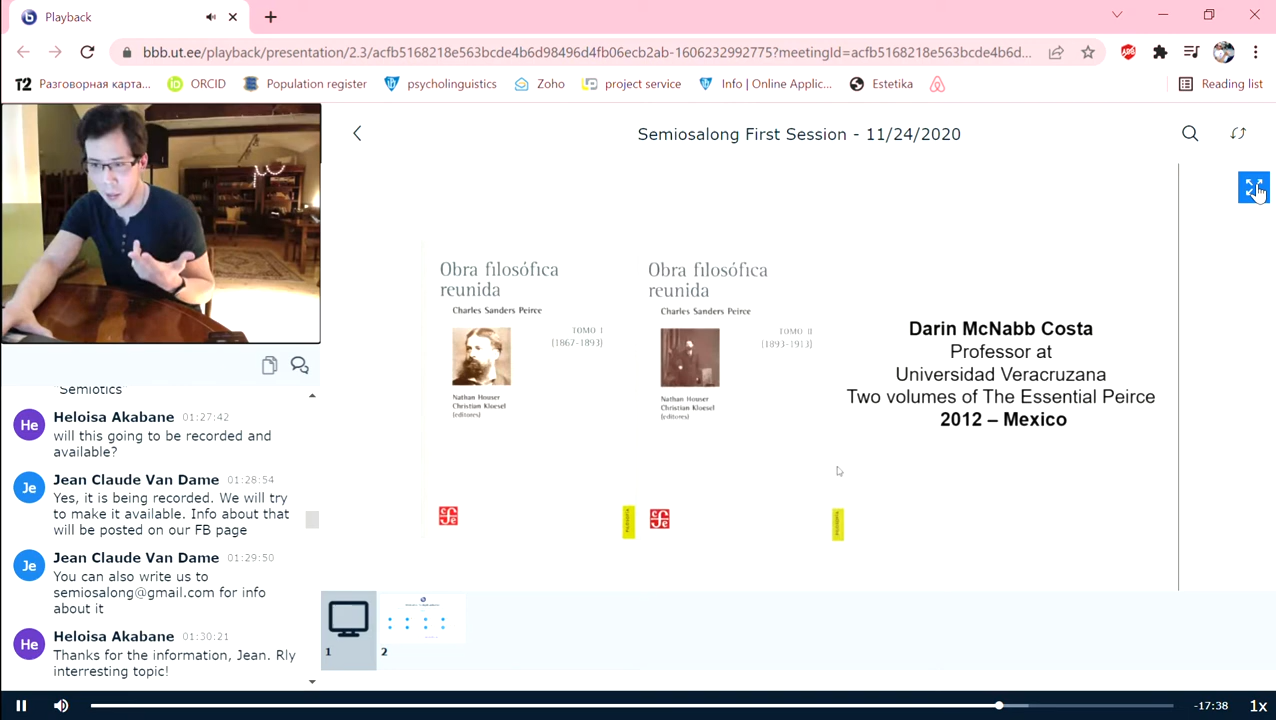 Playback
bbb.ut.ee/playback/presentation/2.3/acfb5168218e563bcde4b6d98496d4fb06ecb2ab-1606232992775?meetingId=acfb5168218e563bcde4b6d98496d...
T2 Разговорная карта...
ORCID
Population register
psycholinguistics
Zoho
project service
Info | Online Applic...
Estetika
Reading list
Semiosalong First Session - 11/24/2020
"Semiotics"
He Heloisa Akabane 01:27:42
will this going to be recorded and
available?
Je Jean Claude Van Dame 01:28:54
Yes, it is being recorded. We will try
to make it available. Info about that
will be posted on our FB page
Je Jean Claude Van Dame 01:29:50
You can also write us to
semiosalong@gmail.com for info
about it
He Heloisa Akabane 01:30:21
Thanks for the information, Jean. Rly
interresting topic!
Obra filosófica
reunida
Charles Sanders Peirce
TOMO I
(1867-1893)
Nathan Houser
Christian Kloesel
(editores)
Obra filosófica
reunida
Charles Sanders Peirce
TOMO II
(1893-1913)
Nathan Houser
Christian Kloesel
(editores)
Darin McNabb Costa
Professor at
Universidad Veracruzana
Two volumes of The Essential Peirce
2012 – Mexico
1
2
-17:38
1x